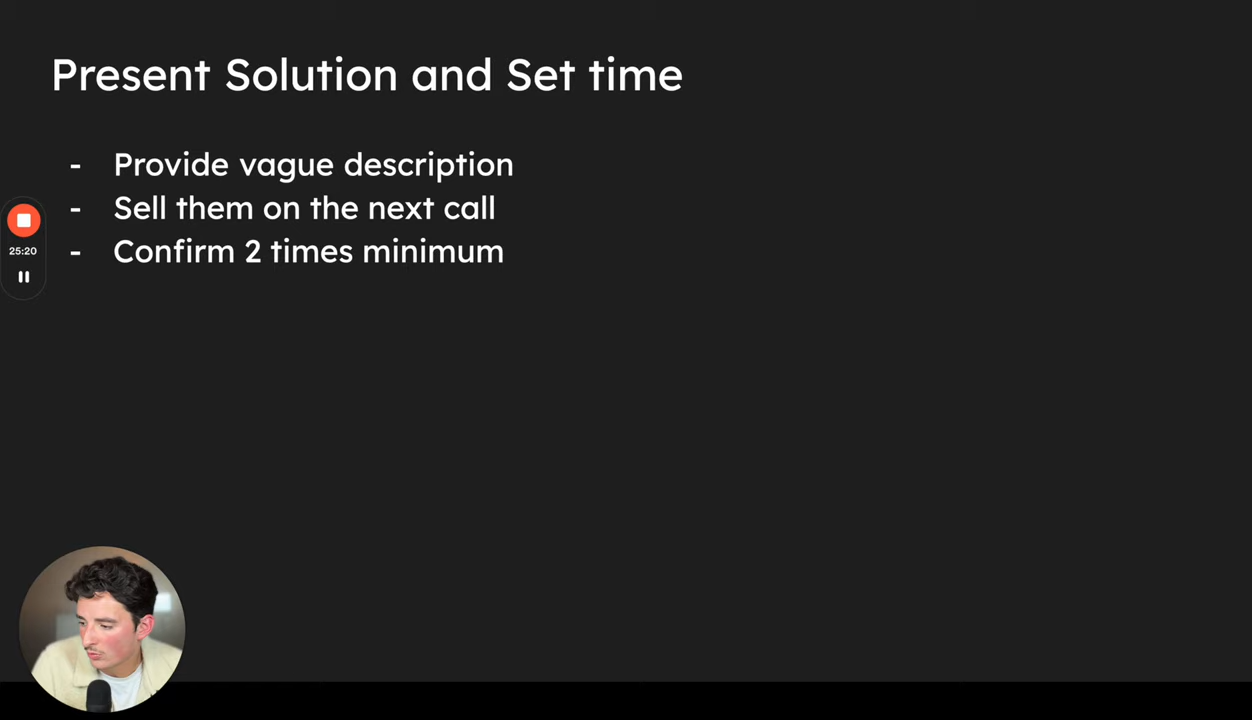 Present Solution and Set time
- Provide vague description
- Sell them on the next call
- Confirm 2 times minimum
25:20